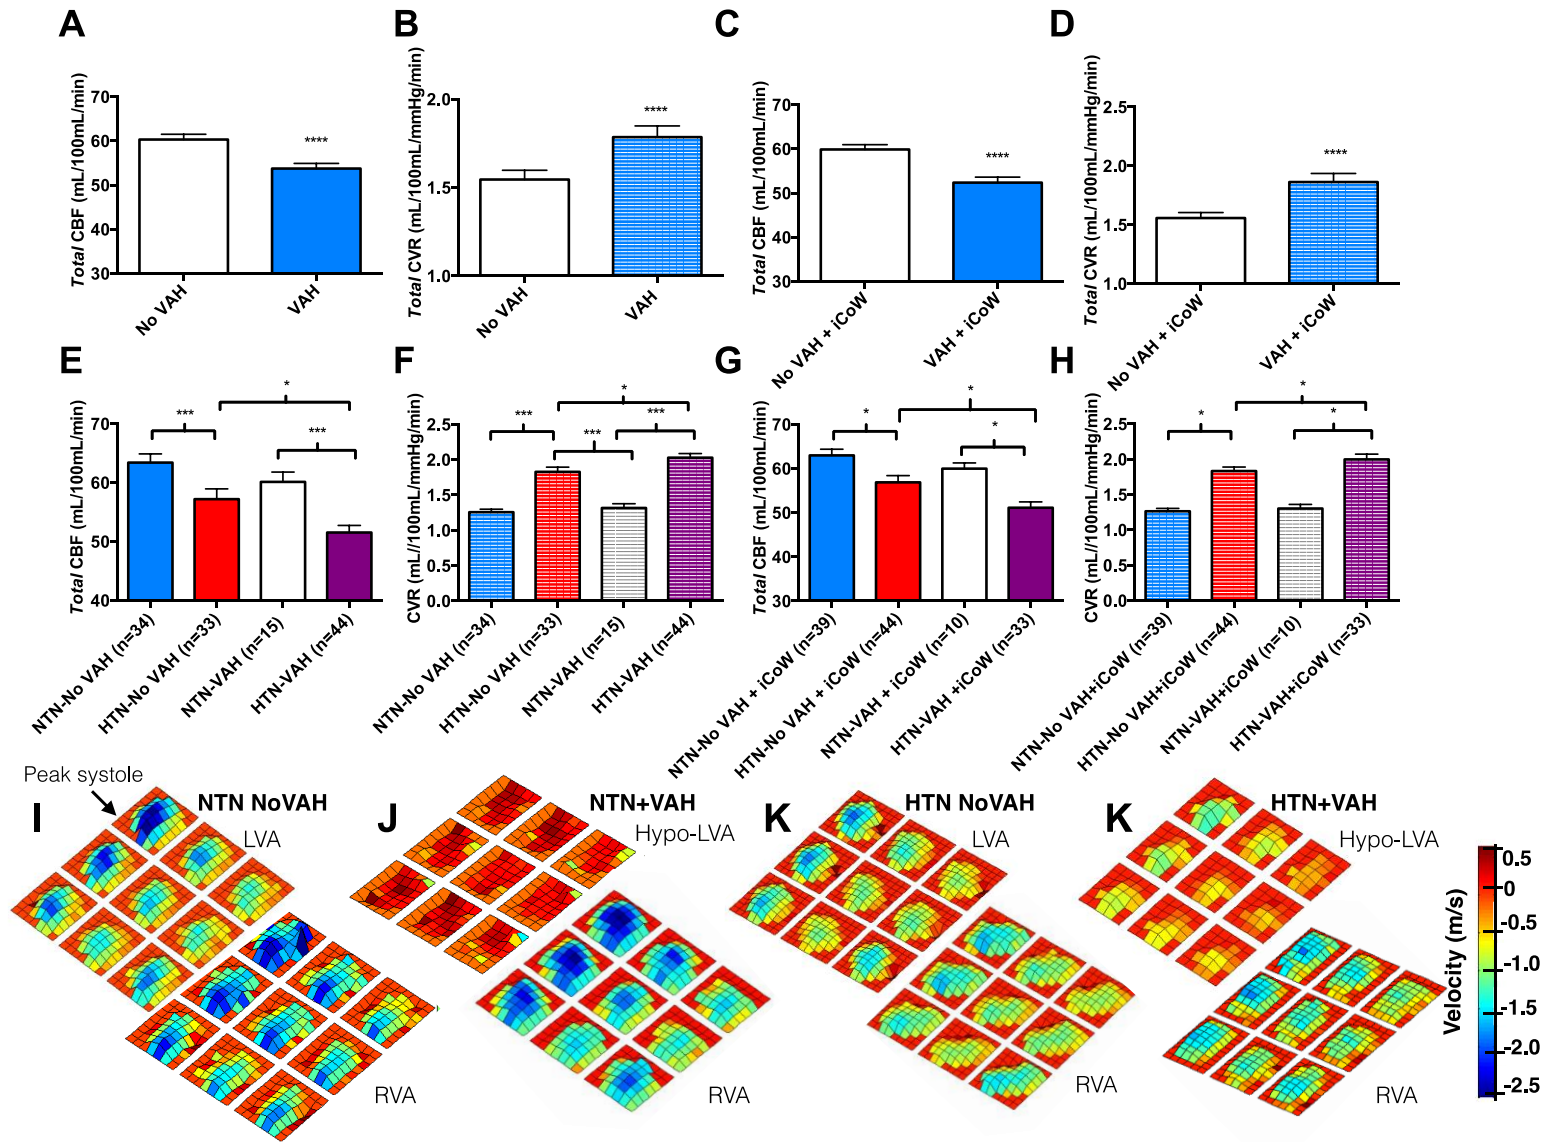 A
Total CBF (mL/100mL/min)
70
60
50
40
30
****
No VAH
VAH
B
Total CVR (mL/100mL/mmHg/min)
2.0
1.5
1.0
****
No VAH
VAH
C
Total CBF (mL/100mL/min)
70
60
50
40
30
****
No VAH + iCoW
VAH + iCoW
D
Total CVR (mL/100mL/mmHg/min)
2.5
2.0
1.5
1.0
****
No VAH + iCoW
VAH + iCoW
E
Total CBF (mL/100mL/min)
70
60
50
40
***
*
***
NTN-No VAH (n=34)
HTN-No VAH (n=33)
NTN-VAH (n=15)
HTN-VAH (n=44)
F
CVR (mL//100mL/mmHg/min)
2.5
2.0
1.5
1.0
0.5
0.0
***
*
***
***
NTN-No VAH (n=34)
HTN-No VAH (n=33)
NTN-VAH (n=15)
HTN-VAH (n=44)
G
Total CBF (mL/100mL/min)
70
60
50
40
30
*
*
*
NTN-No VAH + iCoW (n=39)
HTN-No VAH + iCoW (n=44)
NTN-VAH + iCoW (n=10)
HTN-VAH +iCoW (n=33)
H
CVR (mL//100mL/mmHg/min)
2.5
2.0
1.5
1.0
0.5
0.0
*
*
*
NTN-No VAH+iCoW (n=39)
HTN-No VAH+iCoW (n=44)
NTN-VAH+iCoW (n=10)
HTN-VAH+iCoW (n=33)
Peak systole
I
NTN NoVAH
LVA
RVA
J
NTN+VAH
Hypo-LVA
RVA
K
HTN NoVAH
LVA
RVA
K
HTN+VAH
Hypo-LVA
RVA
Velocity (m/s)
0.5
0
-0.5
-1.0
-1.5
-2.0
-2.5